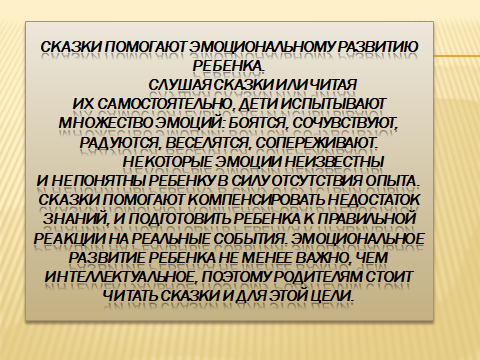 СКАЗКИ ПОМОГАЮТ ЭМОЦИОНАЛЬНОМУ РАЗВИТИЮ
РЕБЕНКА.
СЛУШАЯ СКАЗКИ ИЛИ ЧИТАЯ
ИХ САМОСТОЯТЕЛЬНО, ДЕТИ ИСПЫТЫВАЮТ
МНОЖЕСТВО ЭМОЦИЙ: БОЯТСЯ, СОЧУВСТВУЮТ,
РАДУЮТСЯ, ВЕСЕЛЯТСЯ, СОПЕРЕЖИВАЮТ.
НЕКОТОРЫЕ ЭМОЦИИ НЕИЗВЕСТНЫ
И НЕПОНЯТНЫ РЕБЕНКУ В СИЛУ ОТСУТСТВИЯ ОПЫТА.
СКАЗКИ ПОМОГАЮТ КОМПЕНСИРОВАТЬ НЕДОСТАТОК
ЗНАНИЙ, И ПОДГОТОВИТЬ РЕБЕНКА К ПРАВИЛЬНОЙ
РЕАКЦИИ НА РЕАЛЬНЫЕ СОБЫТИЯ. ЭМОЦИОНАЛЬНОЕ
РАЗВИТИЕ РЕБЕНКА НЕ МЕНЕЕ ВАЖНО, ЧЕМ
ИНТЕЛЛЕКТУАЛЬНОЕ, ПОЭТОМУ РОДИТЕЛЯМ СТОИТ
ЧИТАТЬ СКАЗКИ И ДЛЯ ЭТОЙ ЦЕЛИ.